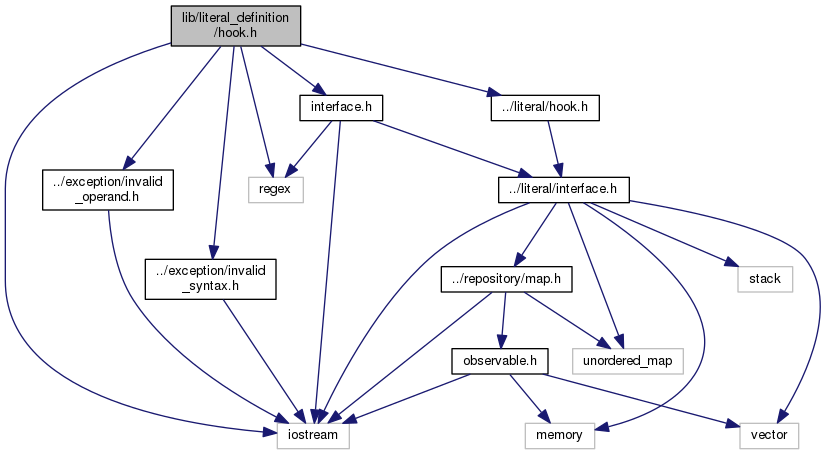 lib/literal_definition
/hook.h
interface.h
../literal/hook.h
../exception/invalid
_operand.h
regex
../literal/interface.h
../exception/invalid
_syntax.h
../repository/map.h
stack
observable.h
unordered_map
iostream
memory
vector